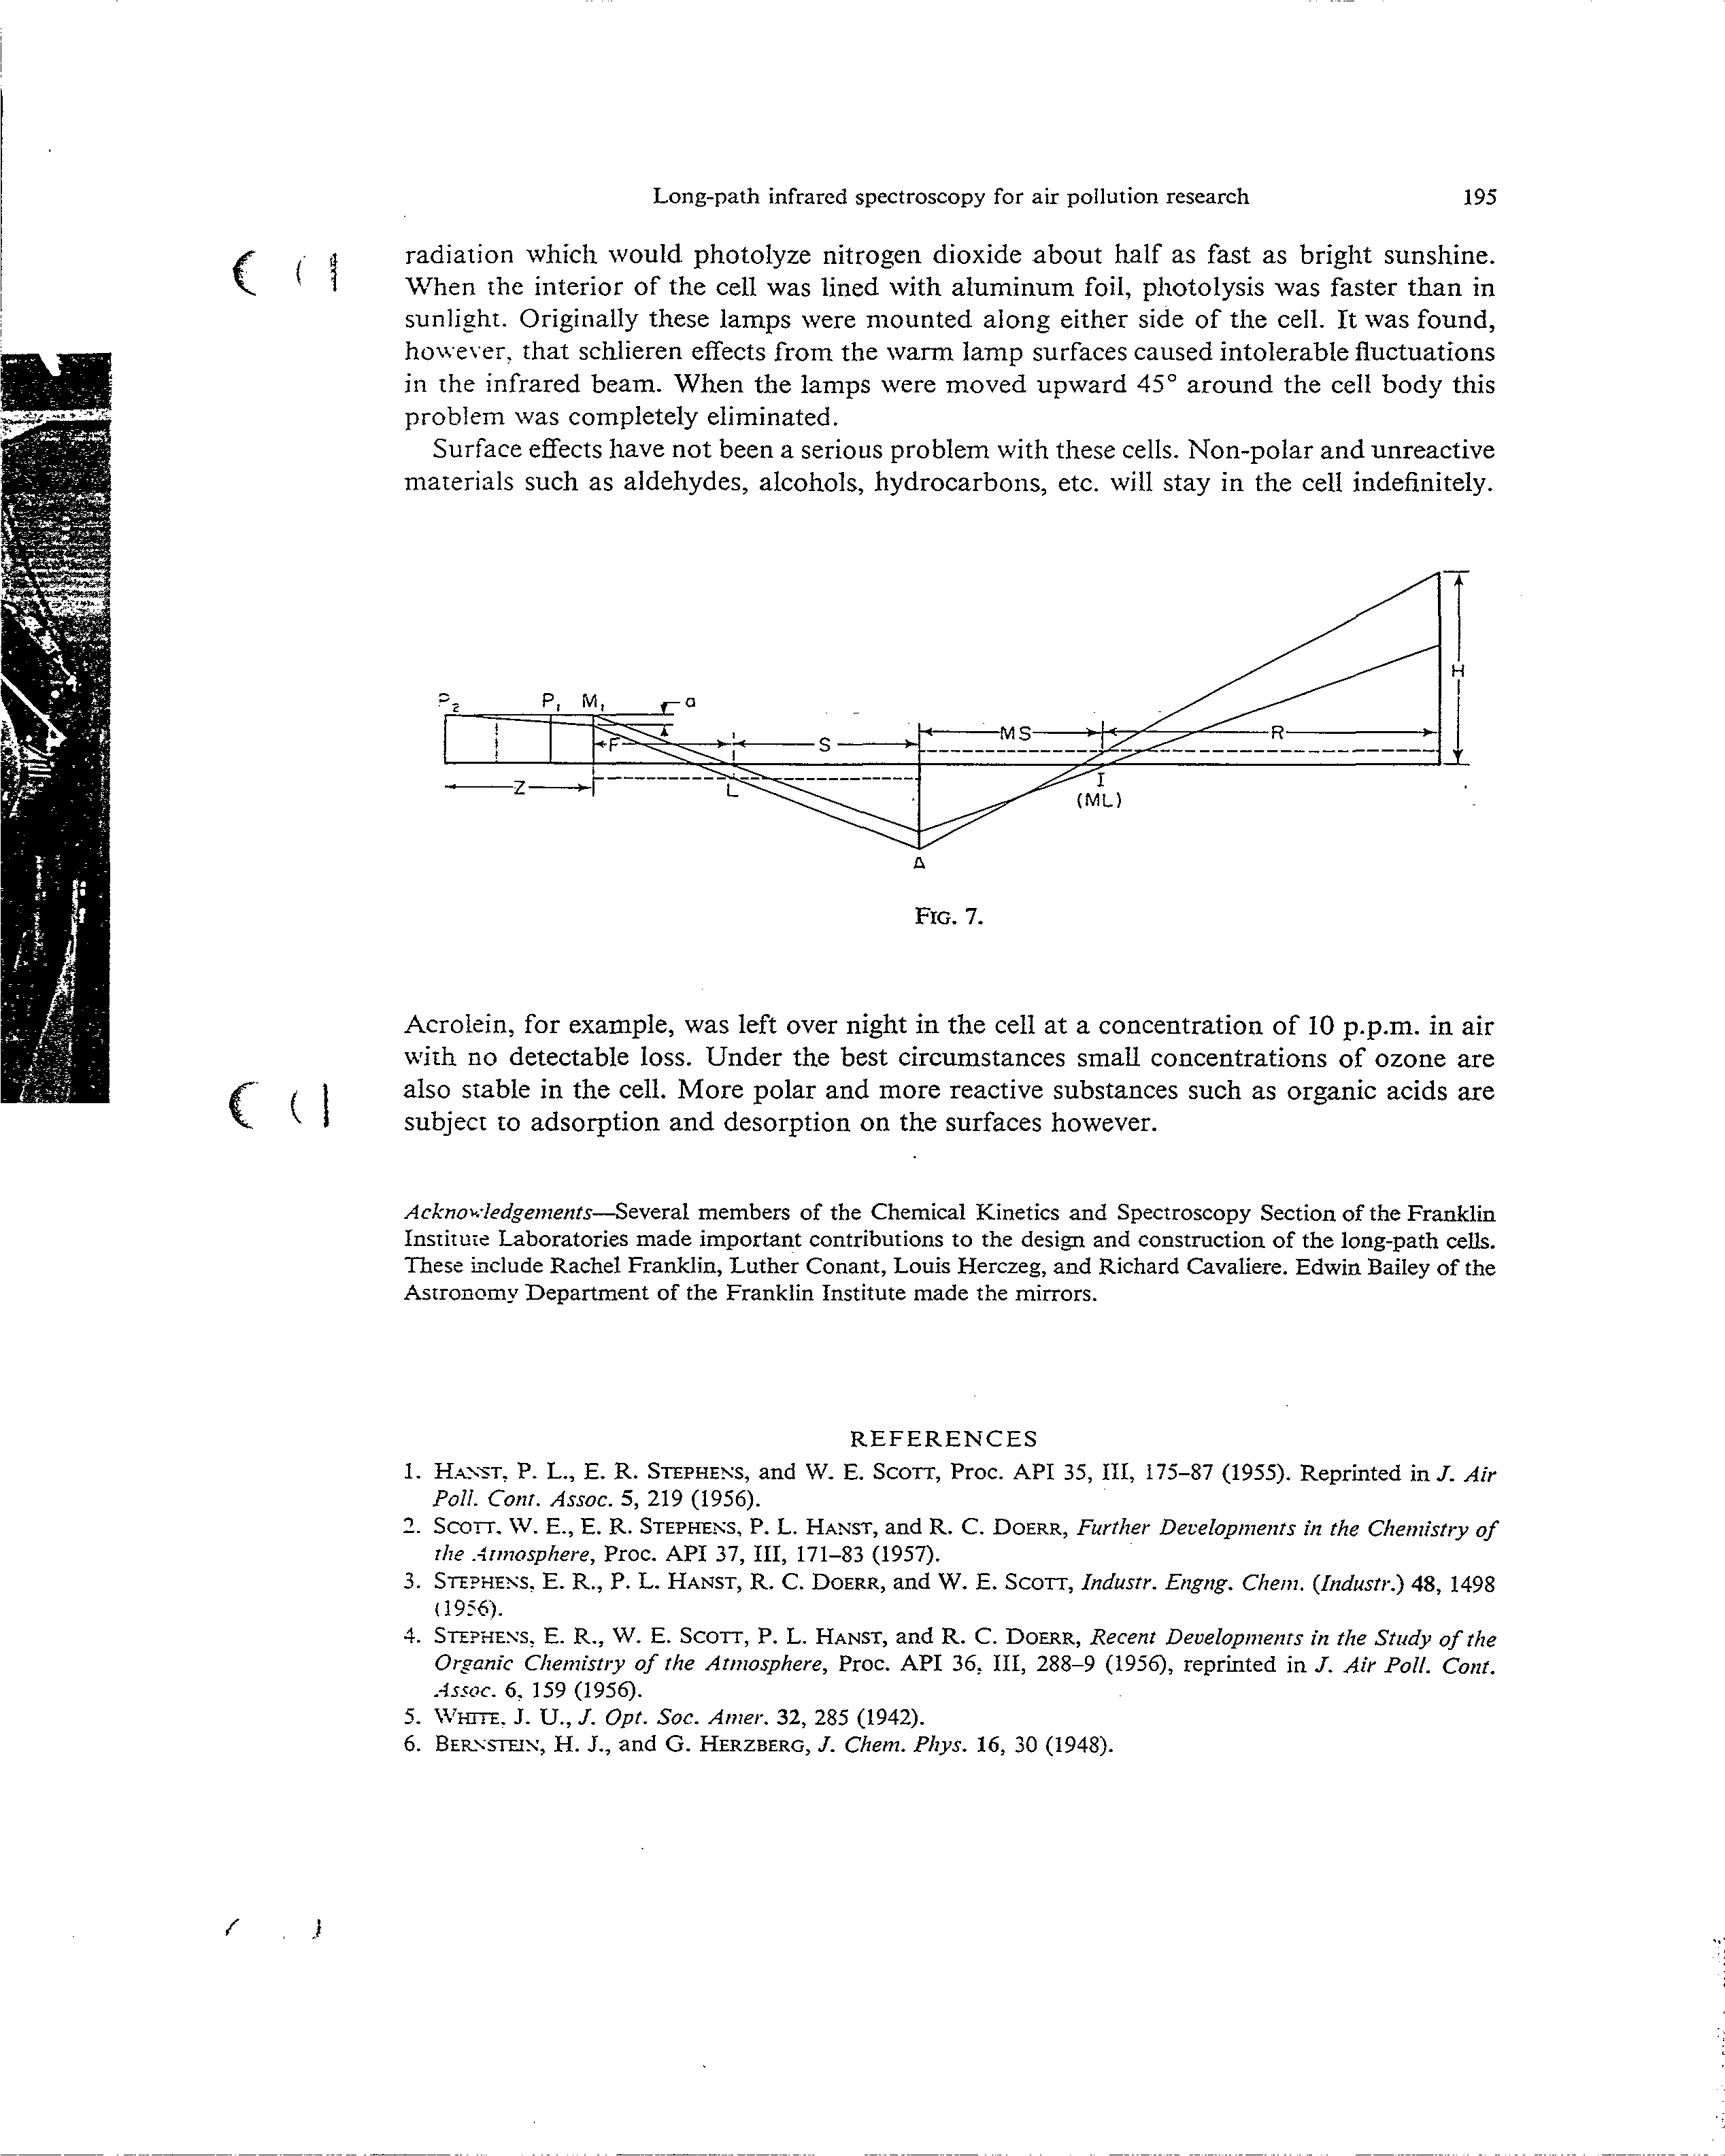 Long-path infrared spectroscopy for air pollution research 195
radiation which would photolyze nitrogen dioxide about half as fast as bright sunshine.
When the interior of the cell was lined with aluminum foil, photolysis was faster than in
sunlight. Originally these lamps were mounted along either side of the cell. It was found,
however, that schlieren effects from the warm lamp surfaces caused intolerable fluctuations
in the infrared beam. When the lamps were moved upward 45° around the cell body this
problem was completely eliminated.
Surface effects have not been a serious problem with these cells. Non-polar and unreactive
materials such as aldehydes, alcohols, hydrocarbons, etc. will stay in the cell indefinitely.
P2 P1 M1 a
H
F S MS R
Z L I
(ML)
A
FIG. 7.
Acrolein, for example, was left over night in the cell at a concentration of 10 p.p.m. in air
with no detectable loss. Under the best circumstances small concentrations of ozone are
also stable in the cell. More polar and more reactive substances such as organic acids are
subject to adsorption and desorption on the surfaces however.
Acknowledgements—Several members of the Chemical Kinetics and Spectroscopy Section of the Franklin
Institute Laboratories made important contributions to the design and construction of the long-path cells.
These include Rachel Franklin, Luther Conant, Louis Herczeg, and Richard Cavaliere. Edwin Bailey of the
Astronomy Department of the Franklin Institute made the mirrors.
REFERENCES
1. HANST, P. L., E. R. STEPHENS, and W. E. SCOTT, Proc. API 35, III, 175–87 (1955). Reprinted in J. Air
Poll. Cont. Assoc. 5, 219 (1956).
2. SCOTT, W. E., E. R. STEPHENS, P. L. HANST, and R. C. DOERR, Further Developments in the Chemistry of
the Atmosphere, Proc. API 37, III, 171–83 (1957).
3. STEPHENS, E. R., P. L. HANST, R. C. DOERR, and W. E. SCOTT, Industr. Engng. Chem. (Industr.) 48, 1498
(1956).
4. STEPHENS, E. R., W. E. SCOTT, P. L. HANST, and R. C. DOERR, Recent Developments in the Study of the
Organic Chemistry of the Atmosphere, Proc. API 36, III, 288–9 (1956), reprinted in J. Air Poll. Cont.
Assoc. 6, 159 (1956).
5. WHITE, J. U., J. Opt. Soc. Amer. 32, 285 (1942).
6. BERNSTEIN, H. J., and G. HERZBERG, J. Chem. Phys. 16, 30 (1948).